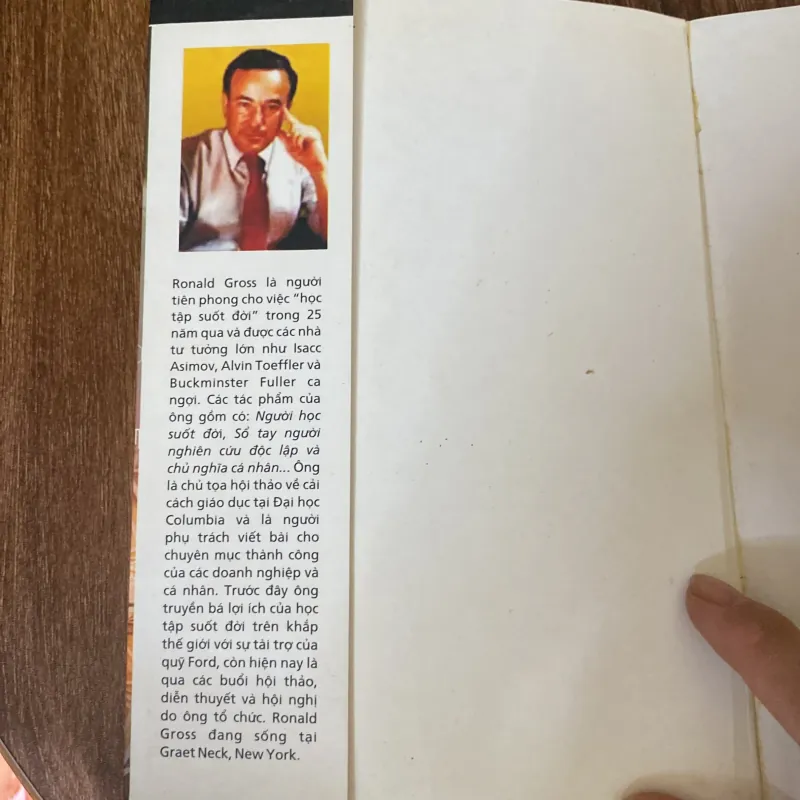 Ronald Gross là người
tiên phong cho việc "học
tập suốt đời" trong 25
năm qua và được các nhà
tư tưởng lớn như Isacc
Asimov, Alvin Toeffler và
Buckminster Fuller ca
ngợi. Các tác phẩm của
ông gồm có: Người học
suốt đời, Sổ tay người
nghiên cứu độc lập và
chủ nghĩa cá nhân... Ông
là chủ tọa hội thảo về cải
cách giáo dục tại Đại học
Columbia và là người
phụ trách viết bài cho
chuyên mục thành công
của các doanh nghiệp và
cá nhân. Trước đây ông
truyền bá lợi ích của học
tập suốt đời trên khắp
thế giới với sự tài trợ của
quỹ Ford, còn hiện nay là
qua các buổi hội thảo,
diễn thuyết và hội nghị
do ông tổ chức. Ronald
Gross đang sống tại
Graet Neck, New York.